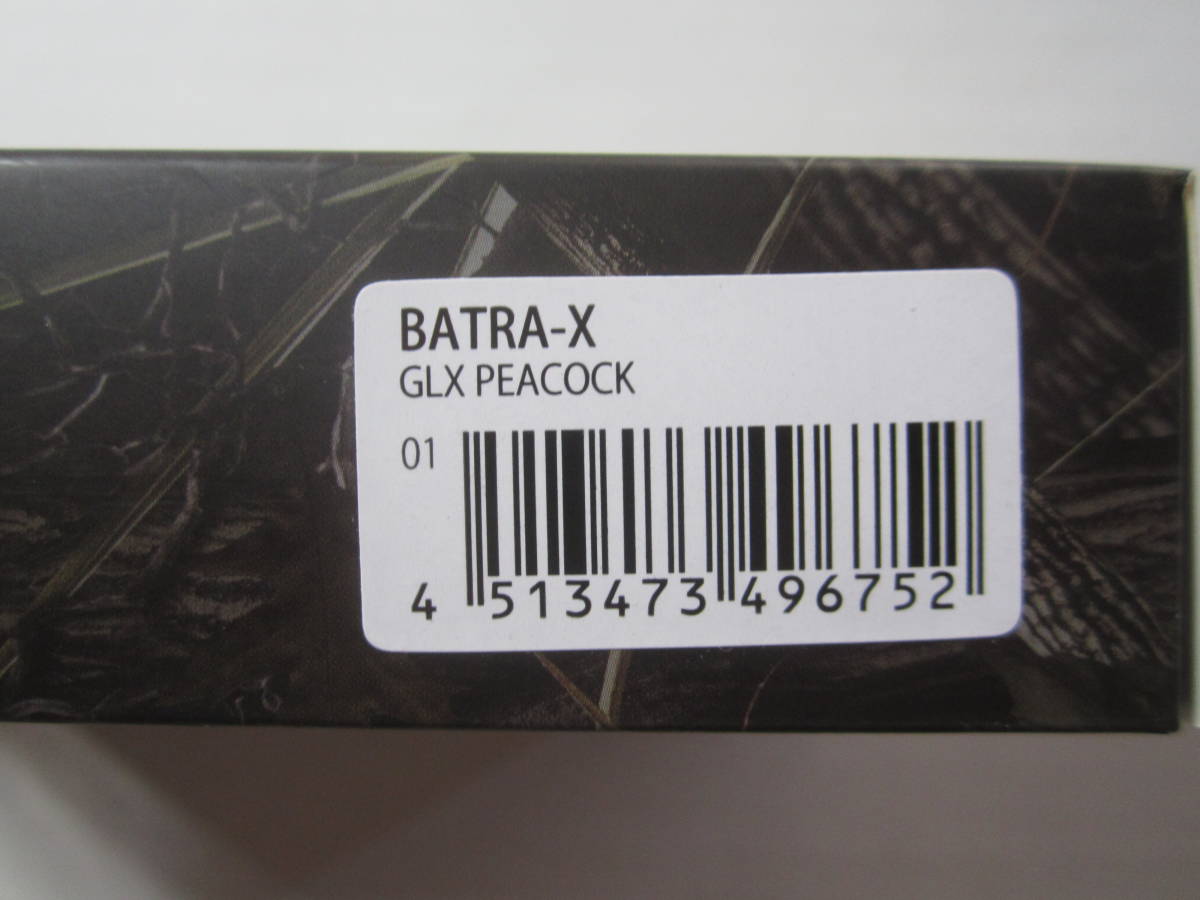 BATRA-X
GLX PEACOCK
01
4 513473 496752